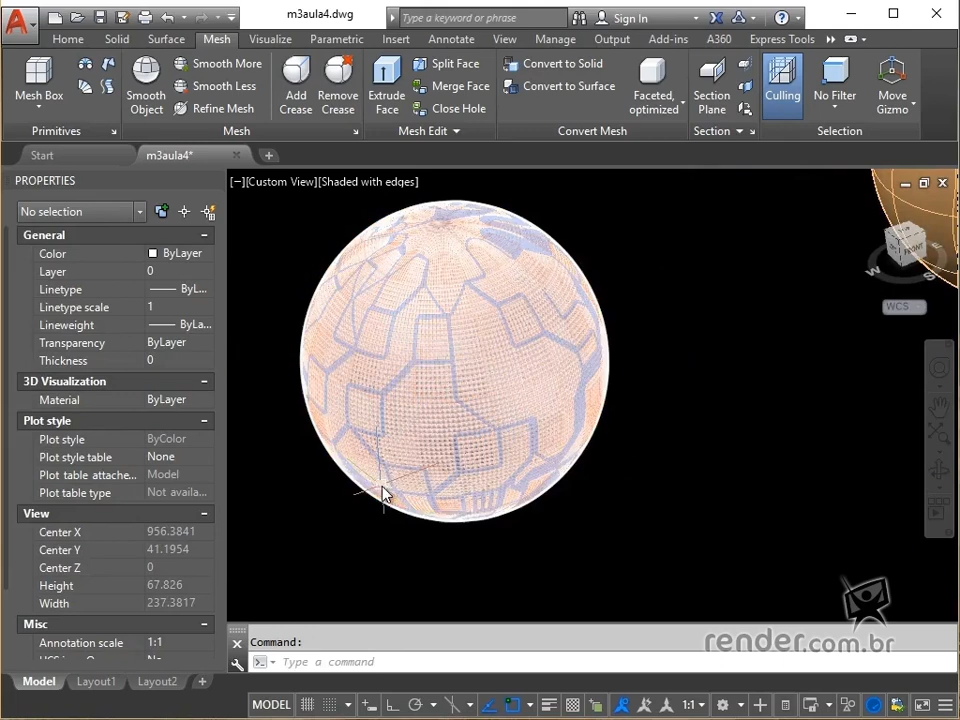 m3aula4.dwg
Type a keyword or phrase
Sign In
Home Solid Surface Mesh Visualize Parametric Insert Annotate View Manage Output Add-ins A360 Express Tools
Mesh Box
Smooth Object
Smooth More
Smooth Less
Refine Mesh
Add Crease
Remove Crease
Extrude Face
Split Face
Merge Face
Close Hole
Convert to Solid
Convert to Surface
Faceted, optimized
Section Plane
Culling
No Filter
Move Gizmo
Primitives Mesh Mesh Edit Convert Mesh Section Selection
Start m3aula4*
PROPERTIES
[−][Custom View][Shaded with edges]
No selection
General
Color ByLayer
Layer 0
Linetype ByL...
Linetype scale 1
Lineweight ByLa...
Transparency ByLayer
Thickness 0
3D Visualization
Material ByLayer
Plot style
Plot style ByColor
Plot style table None
Plot table attache... Model
Plot table type Not availa...
View
Center X 956.3841
Center Y 41.1954
Center Z 0
Height 67.826
Width 237.3817
Misc
Annotation scale 1:1
FRONT
W
S
E
WCS
Command:
Type a command
render.com.br
Model Layout1 Layout2
MODEL
1:1